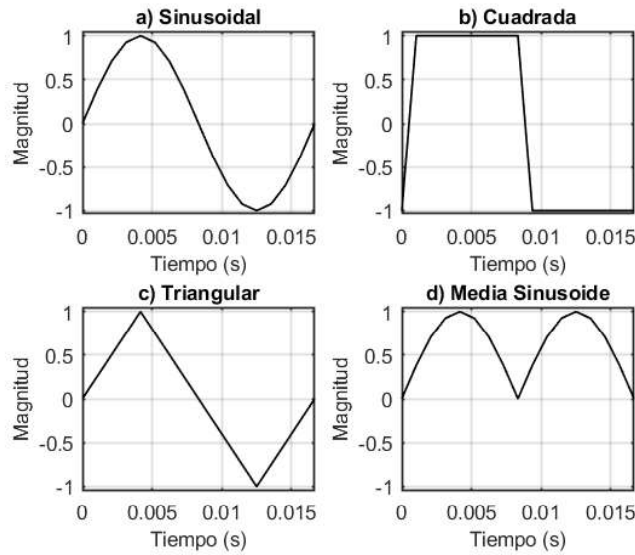 a) Sinusoidal
1
0.5
0
-0.5
-1
Magnitud
0 0.005 0.01 0.015
Tiempo (s)
b) Cuadrada
1
0.5
0
-0.5
-1
Magnitud
0 0.005 0.01 0.015
Tiempo (s)
c) Triangular
1
0.5
0
-0.5
-1
Magnitud
0 0.005 0.01 0.015
Tiempo (s)
d) Media Sinusoide
1
0.5
0
-0.5
-1
Magnitud
0 0.005 0.01 0.015
Tiempo (s)